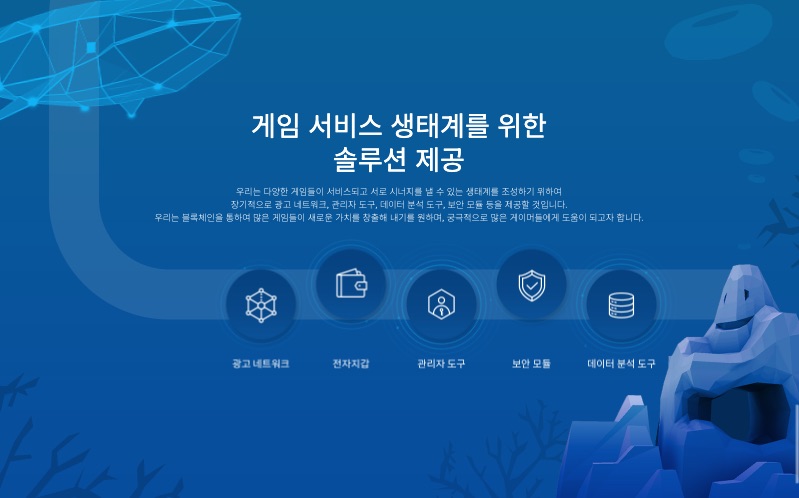 게임 서비스 생태계를 위한
솔루션 제공
우리는 다양한 게임들이 서비스되고 서로 시너지를 낼 수 있는 생태계를 조성하기 위하여
장기적으로 광고 네트워크, 관리자 도구, 데이터 분석 도구, 보안 모듈 등을 제공할 것입니다.
우리는 블록체인을 통하여 많은 게임들이 새로운 가치를 창출해 내기를 원하며, 궁극적으로 많은 게이머들에게 도움이 되고자 합니다.
광고 네트워크 전자지갑 관리자 도구 보안 모듈 데이터 분석 도구